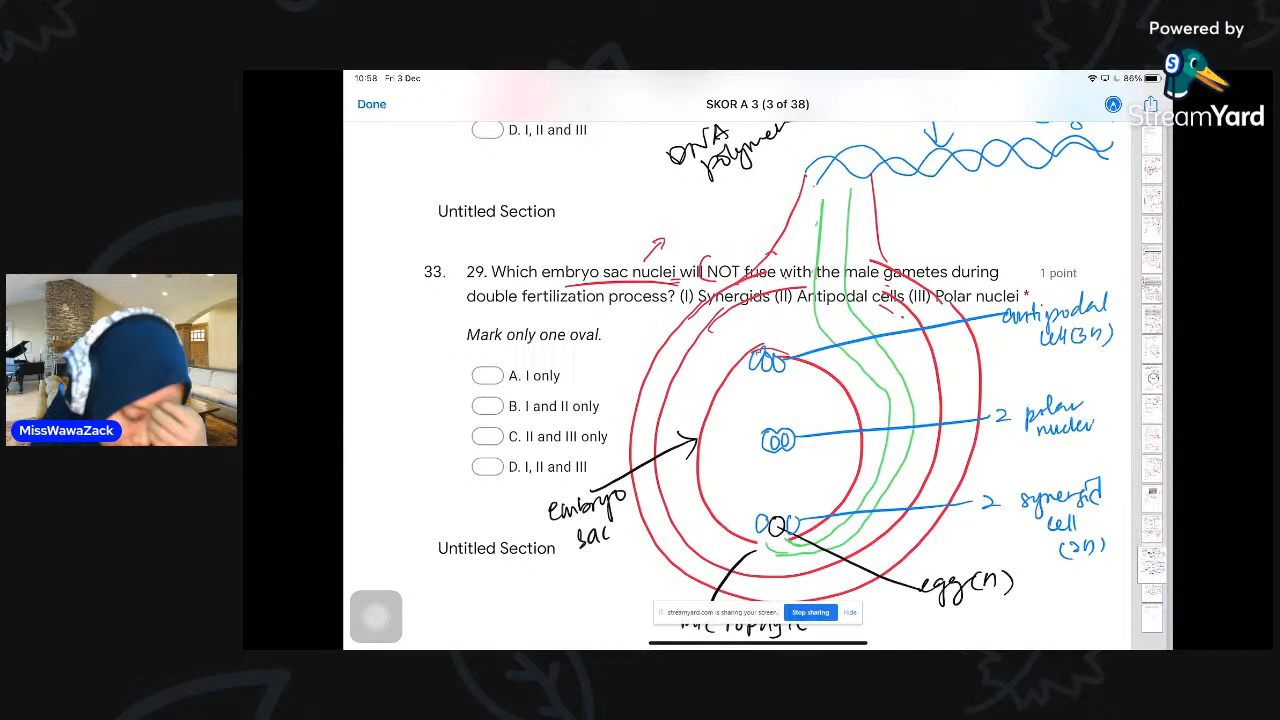 Powered by
StreamYard
10:58 Fri 3 Dec
86%
Done
SKOR A 3 (3 of 38)
D. I, II and III
DNA
Untitled Section
33.
29. Which embryo sac nuclei will NOT fuse with the male gametes during
double fertilization process? (I) Synergids (II) Antipodal cells (III) Polar nuclei *
1 point
Mark only one oval.
A. I only
B. I and II only
C. II and III only
D. I, II and III
antipodal
cell (3n)
2 polar
nuclei
2 synergid
cell
(2n)
egg (n)
embryo
sac
Untitled Section
streamyard.com is sharing your screen.
Stop sharing
Hide
MissWawaZack